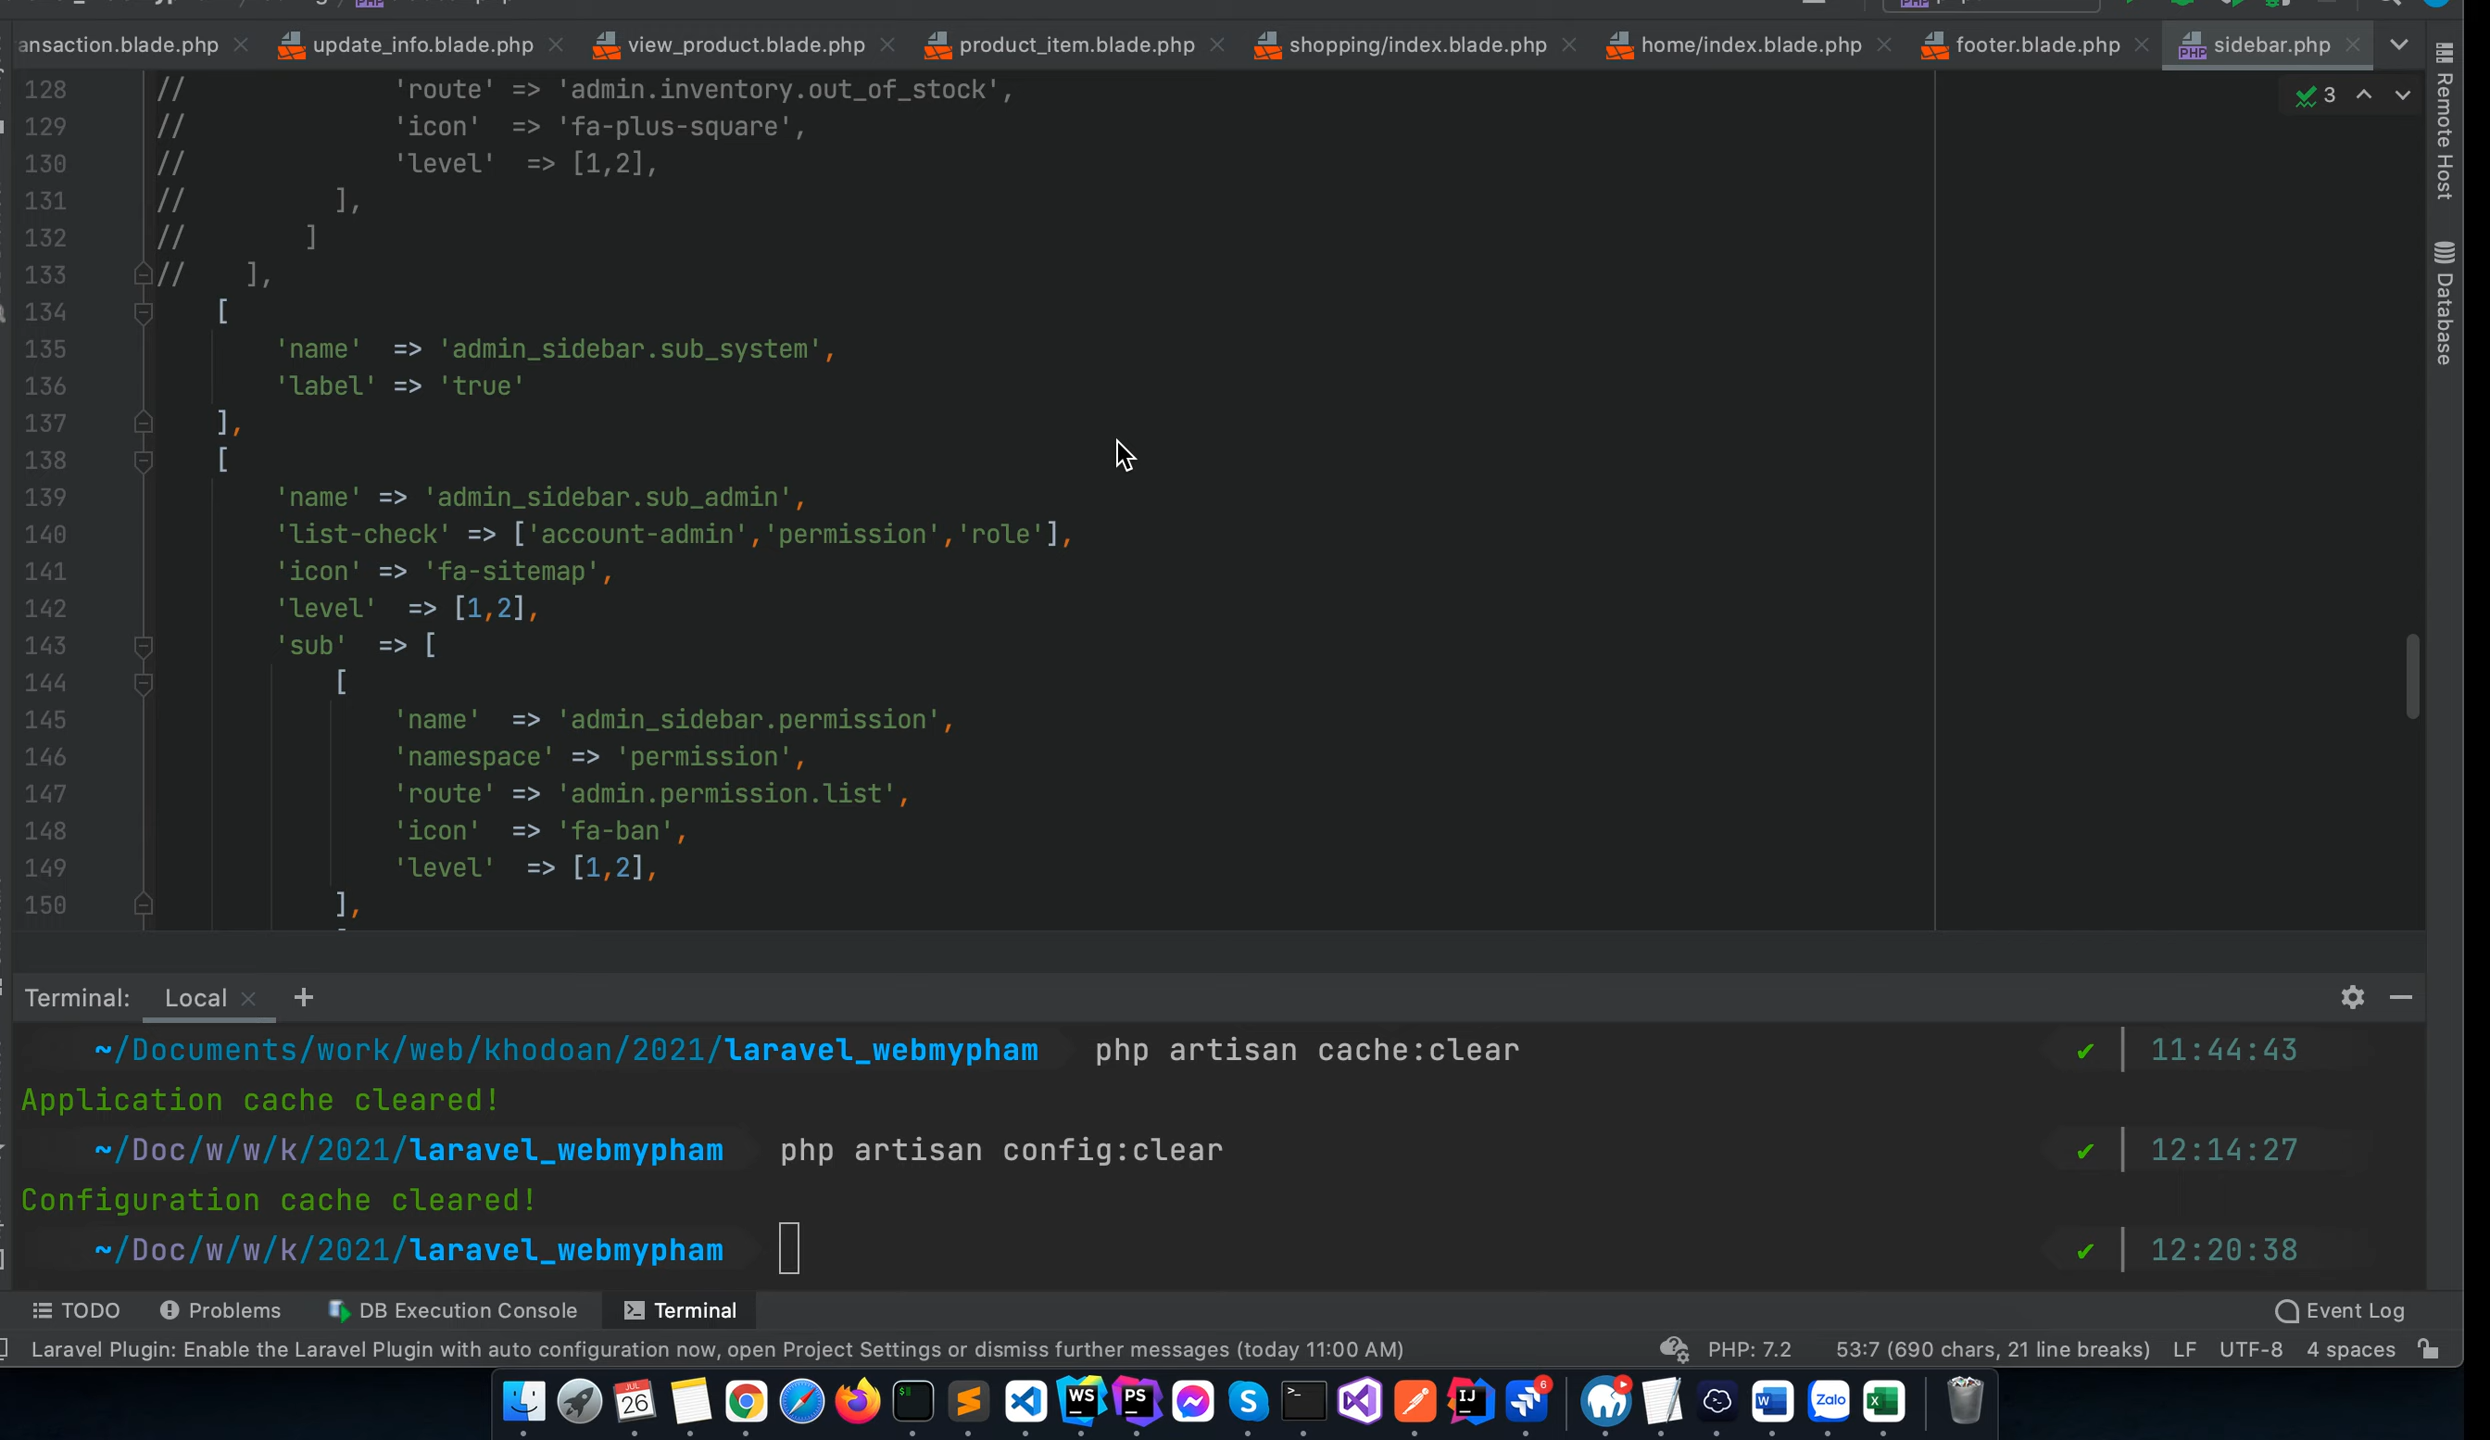 ansaction.blade.php update_info.blade.php view_product.blade.php product_item.blade.php shopping/index.blade.php home/index.blade.php footer.blade.php sidebar.php
3
128 // 'route' => 'admin.inventory.out_of_stock',
129 // 'icon' => 'fa-plus-square',
130 // 'level' => [1,2],
131 // ],
132 // ]
133 // ],
134 [
135 'name' => 'admin_sidebar.sub_system',
136 'label' => 'true'
137 ],
138 [
139 'name' => 'admin_sidebar.sub_admin',
140 'list-check' => ['account-admin','permission','role'],
141 'icon' => 'fa-sitemap',
142 'level' => [1,2],
143 'sub' => [
144 [
145 'name' => 'admin_sidebar.permission',
146 'namespace' => 'permission',
147 'route' => 'admin.permission.list',
148 'icon' => 'fa-ban',
149 'level' => [1,2],
150 ],
Remote Host
Database
Terminal: Local
~/Documents/work/web/khodoan/2021/laravel_webmypham php artisan cache:clear ✔ 11:44:43
Application cache cleared!
~/Doc/w/w/k/2021/laravel_webmypham php artisan config:clear ✔ 12:14:27
Configuration cache cleared!
~/Doc/w/w/k/2021/laravel_webmypham ✔ 12:20:38
TODO Problems DB Execution Console Terminal Event Log
Laravel Plugin: Enable the Laravel Plugin with auto configuration now, open Project Settings or dismiss further messages (today 11:00 AM) PHP: 7.2 53:7 (690 chars, 21 line breaks) LF UTF-8 4 spaces
JUL 26 WS PS S IJ 6 W Zalo X